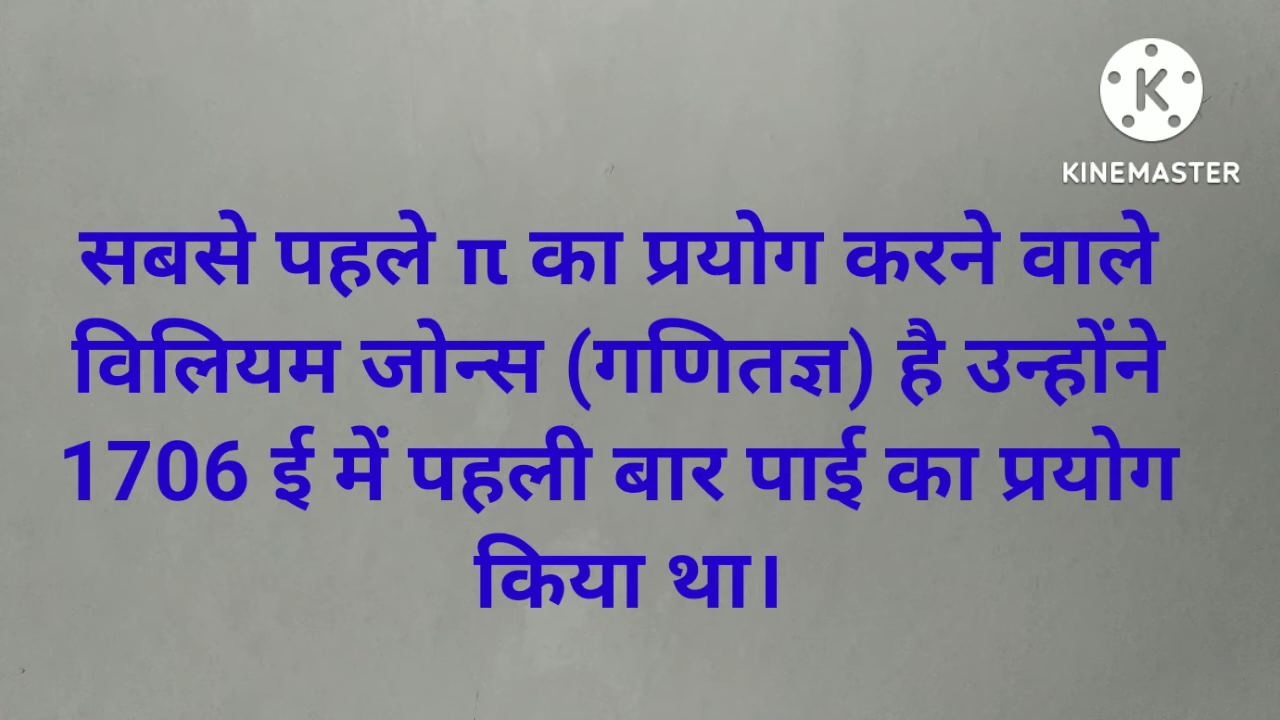 K
KINEMASTER
सबसे पहले π का प्रयोग करने वाले
विलियम जोन्स (गणितज्ञ) है उन्होंने
1706 ई में पहली बार पाई का प्रयोग
किया था।